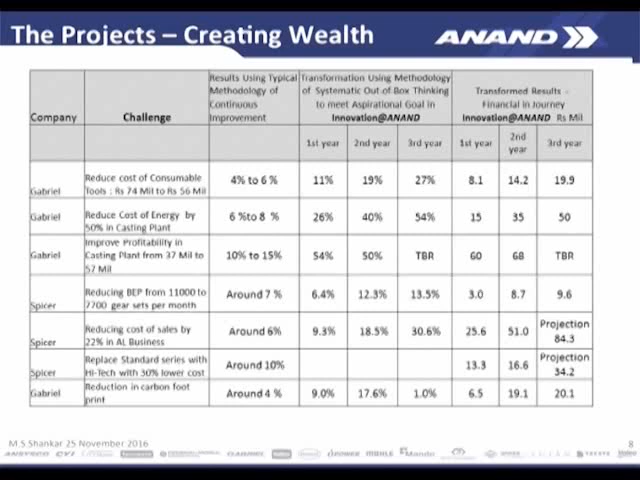 The Projects – Creating Wealth
ANAND
Company
Challenge
Results Using Typical Methodology of Continuous Improvement
Transformation Using Methodology of Systematic Out of Box Thinking to meet Aspirational Goal in Innovation@ANAND
Transformed Results – Financial in Journey Innovation@ANAND Rs Mil
1st year 2nd year 3rd year 1st year 2nd year 3rd year
Gabriel Reduce cost of Consumable Tools : Rs 74 Mil to Rs 56 Mil 4% to 6 % 11% 19% 27% 8.1 14.2 19.9
Gabriel Reduce Cost of Energy by 50% in Casting Plant 6 %to 8 % 26% 40% 54% 15 35 50
Gabriel Improve Profitability in Casting Plant from 37 Mil to 57 Mil 10% to 15% 54% 50% TBR 60 68 TBR
Spicer Reducing BEP from 11000 to 7700 gear sets per month Around 7 % 6.4% 12.3% 13.5% 3.0 8.7 9.6
Spicer Reducing cost of sales by 22% in AL Business Around 6% 9.3% 18.5% 30.6% 25.6 51.0 Projection 84.3
Spicer Replace Standard series with Hi-Tech with 30% lower cost Around 10% 13.3 16.6 Projection 34.2
Gabriel Reduction in carbon foot print Around 4 % 9.0% 17.6% 1.0% 6.5 19.1 20.1
M.S Shankar 25 November 2016
8
ANSYSCO CYI GABRIEL MAHLE Mando